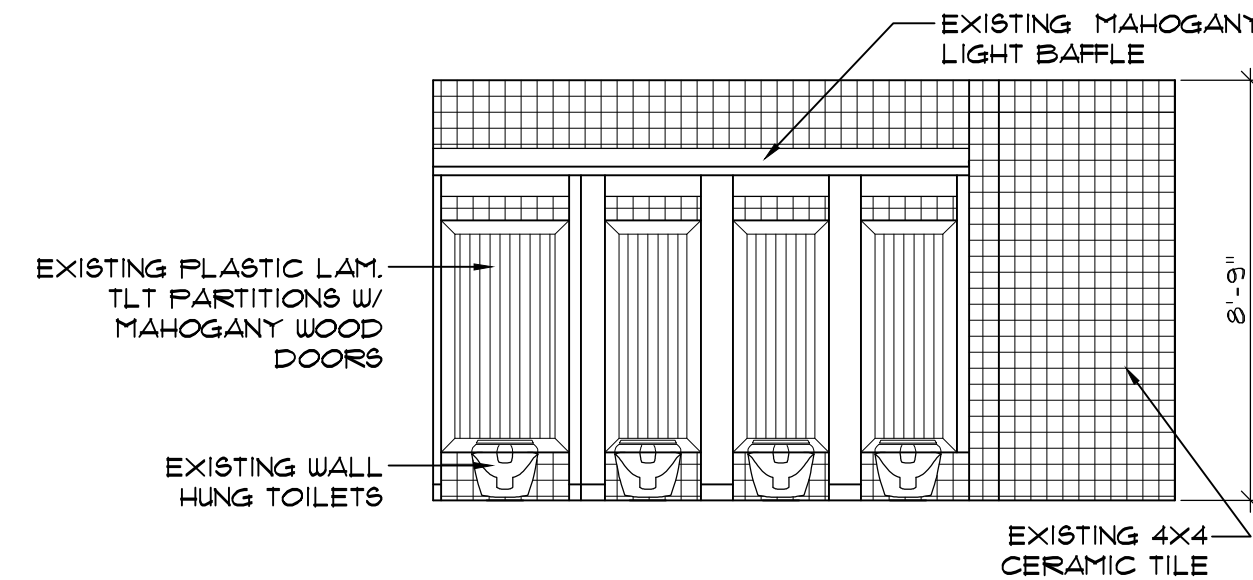 EXISTING MAHOGANY
LIGHT BAFFLE
EXISTING PLASTIC LAM.
TLT PARTITIONS W/
MAHOGANY WOOD
DOORS
8'-9"
EXISTING WALL
HUNG TOILETS
EXISTING 4X4
CERAMIC TILE